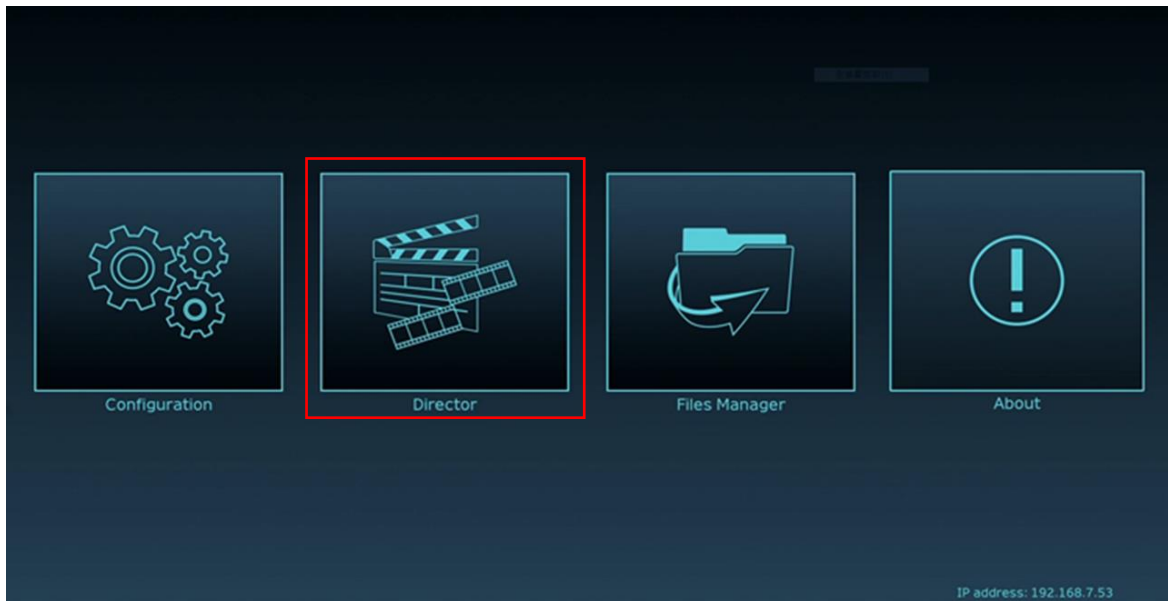 Configuration
Director
Files Manager
About
IP address: 192.168.7.53